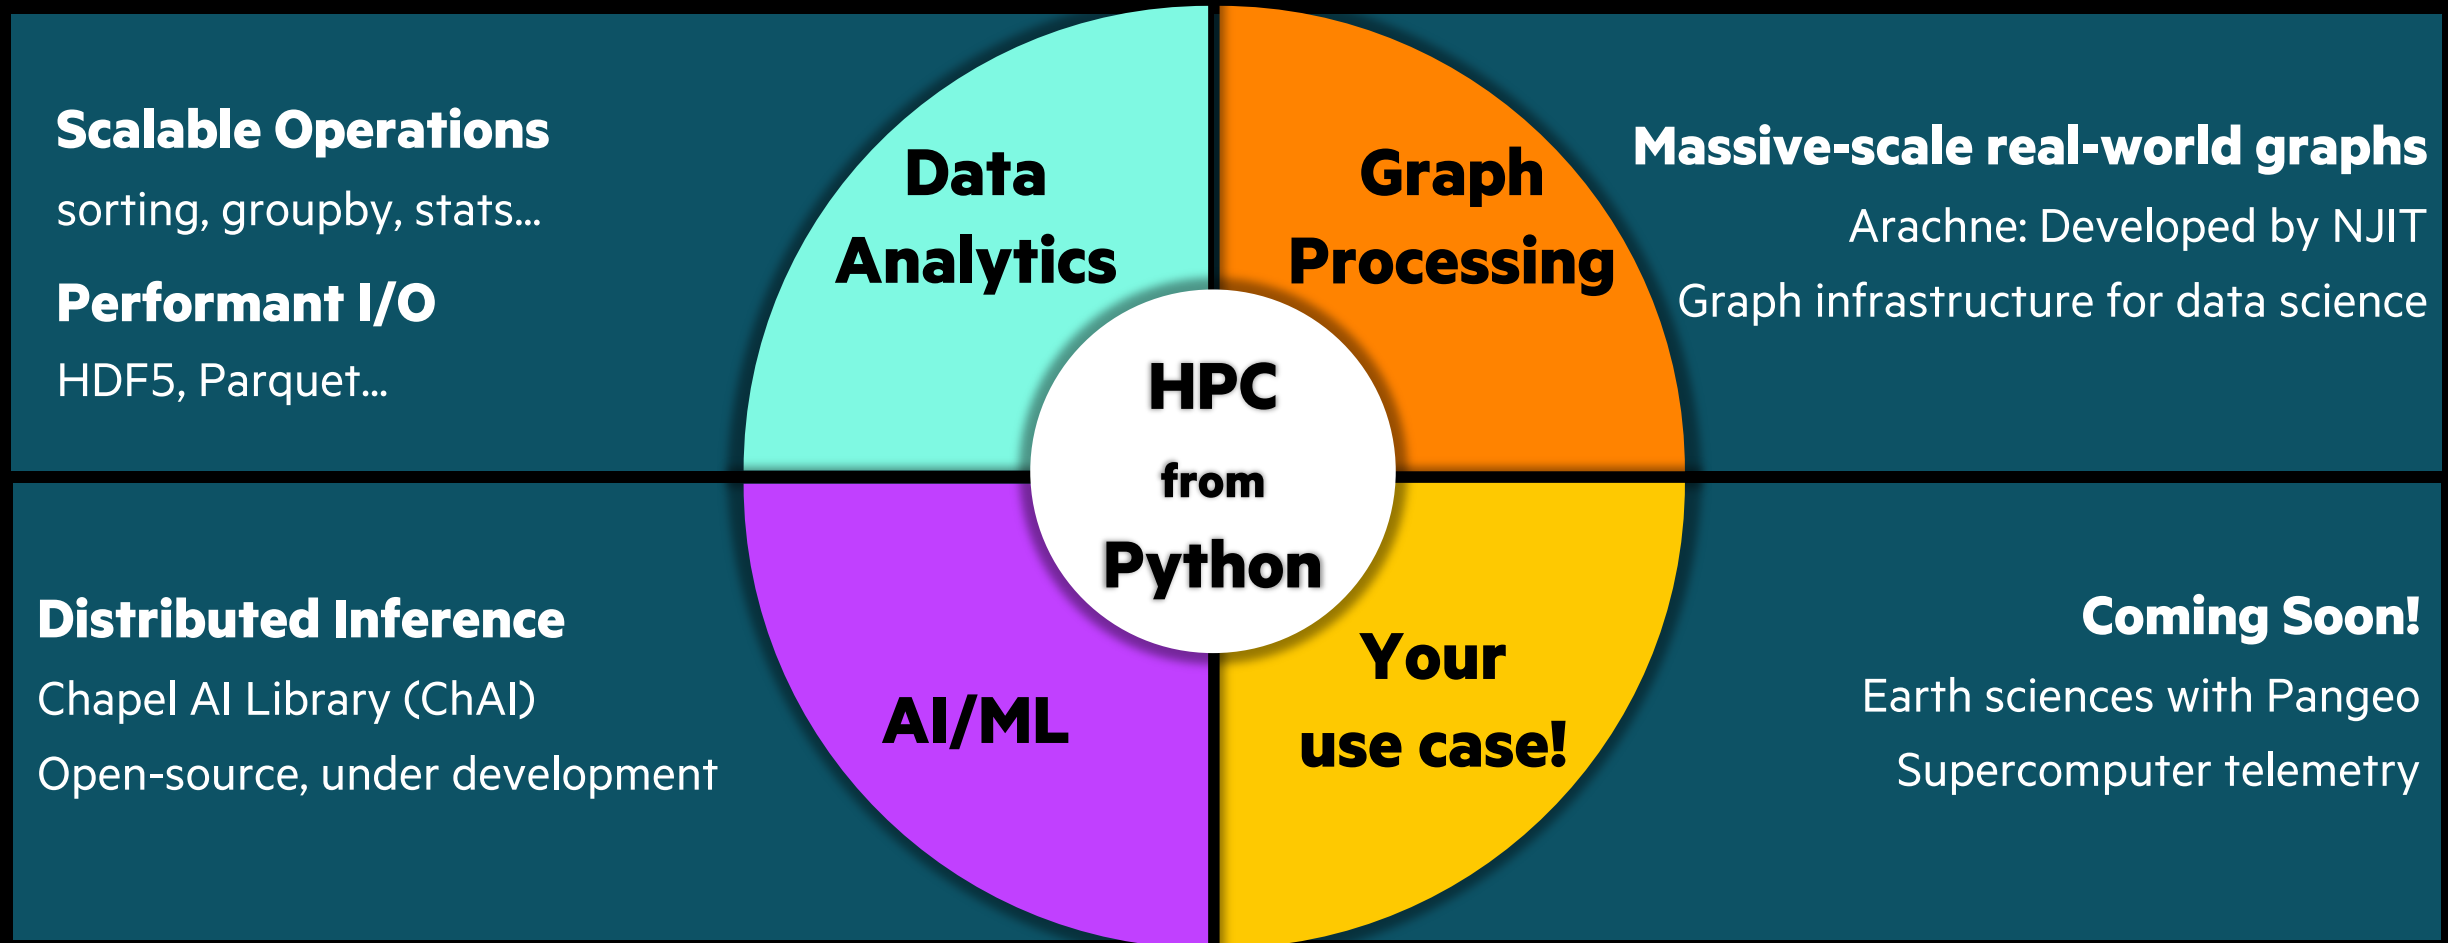 Scalable Operations
sorting, groupby, stats...
Performant I/O
HDF5, Parquet...
Data
Analytics
Graph
Processing
Massive-scale real-world graphs
Arachne: Developed by NJIT
Graph infrastructure for data science
HPC
from
Python
Distributed Inference
Chapel AI Library (ChAI)
Open-source, under development
AI/ML
Your
use case!
Coming Soon!
Earth sciences with Pangeo
Supercomputer telemetry